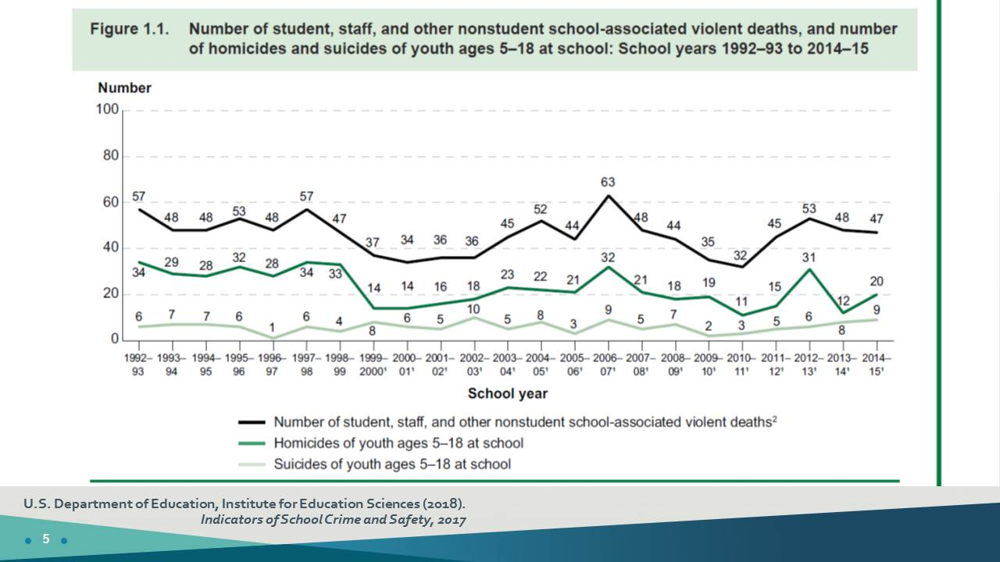 Figure 1.1. Number of student, staff, and other nonstudent school-associated violent deaths, and number
of homicides and suicides of youth ages 5–18 at school: School years 1992–93 to 2014–15
Number
100
80
60
40
20
0
57 48 48 53 48 57 47 37 34 36 36 45 52 44 63 48 44 35 32 45 53 48 47
34 29 28 32 28 34 33 14 14 16 18 23 22 21 32 21 18 19 11 15 31 12 20
6 7 7 6 1 6 4 8 6 5 10 5 8 3 9 5 7 2 3 5 6 8 9
1992– 1993– 1994– 1995– 1996– 1997– 1998– 1999– 2000– 2001– 2002– 2003– 2004– 2005– 2006– 2007– 2008– 2009– 2010– 2011– 2012– 2013– 2014–
93 94 95 96 97 98 99 2000¹ 01¹ 02¹ 03¹ 04¹ 05¹ 06¹ 07¹ 08¹ 09¹ 10¹ 11¹ 12¹ 13¹ 14¹ 15¹
School year
Number of student, staff, and other nonstudent school-associated violent deaths²
Homicides of youth ages 5–18 at school
Suicides of youth ages 5–18 at school
U.S. Department of Education, Institute for Education Sciences (2018).
Indicators of School Crime and Safety, 2017
• 5 •